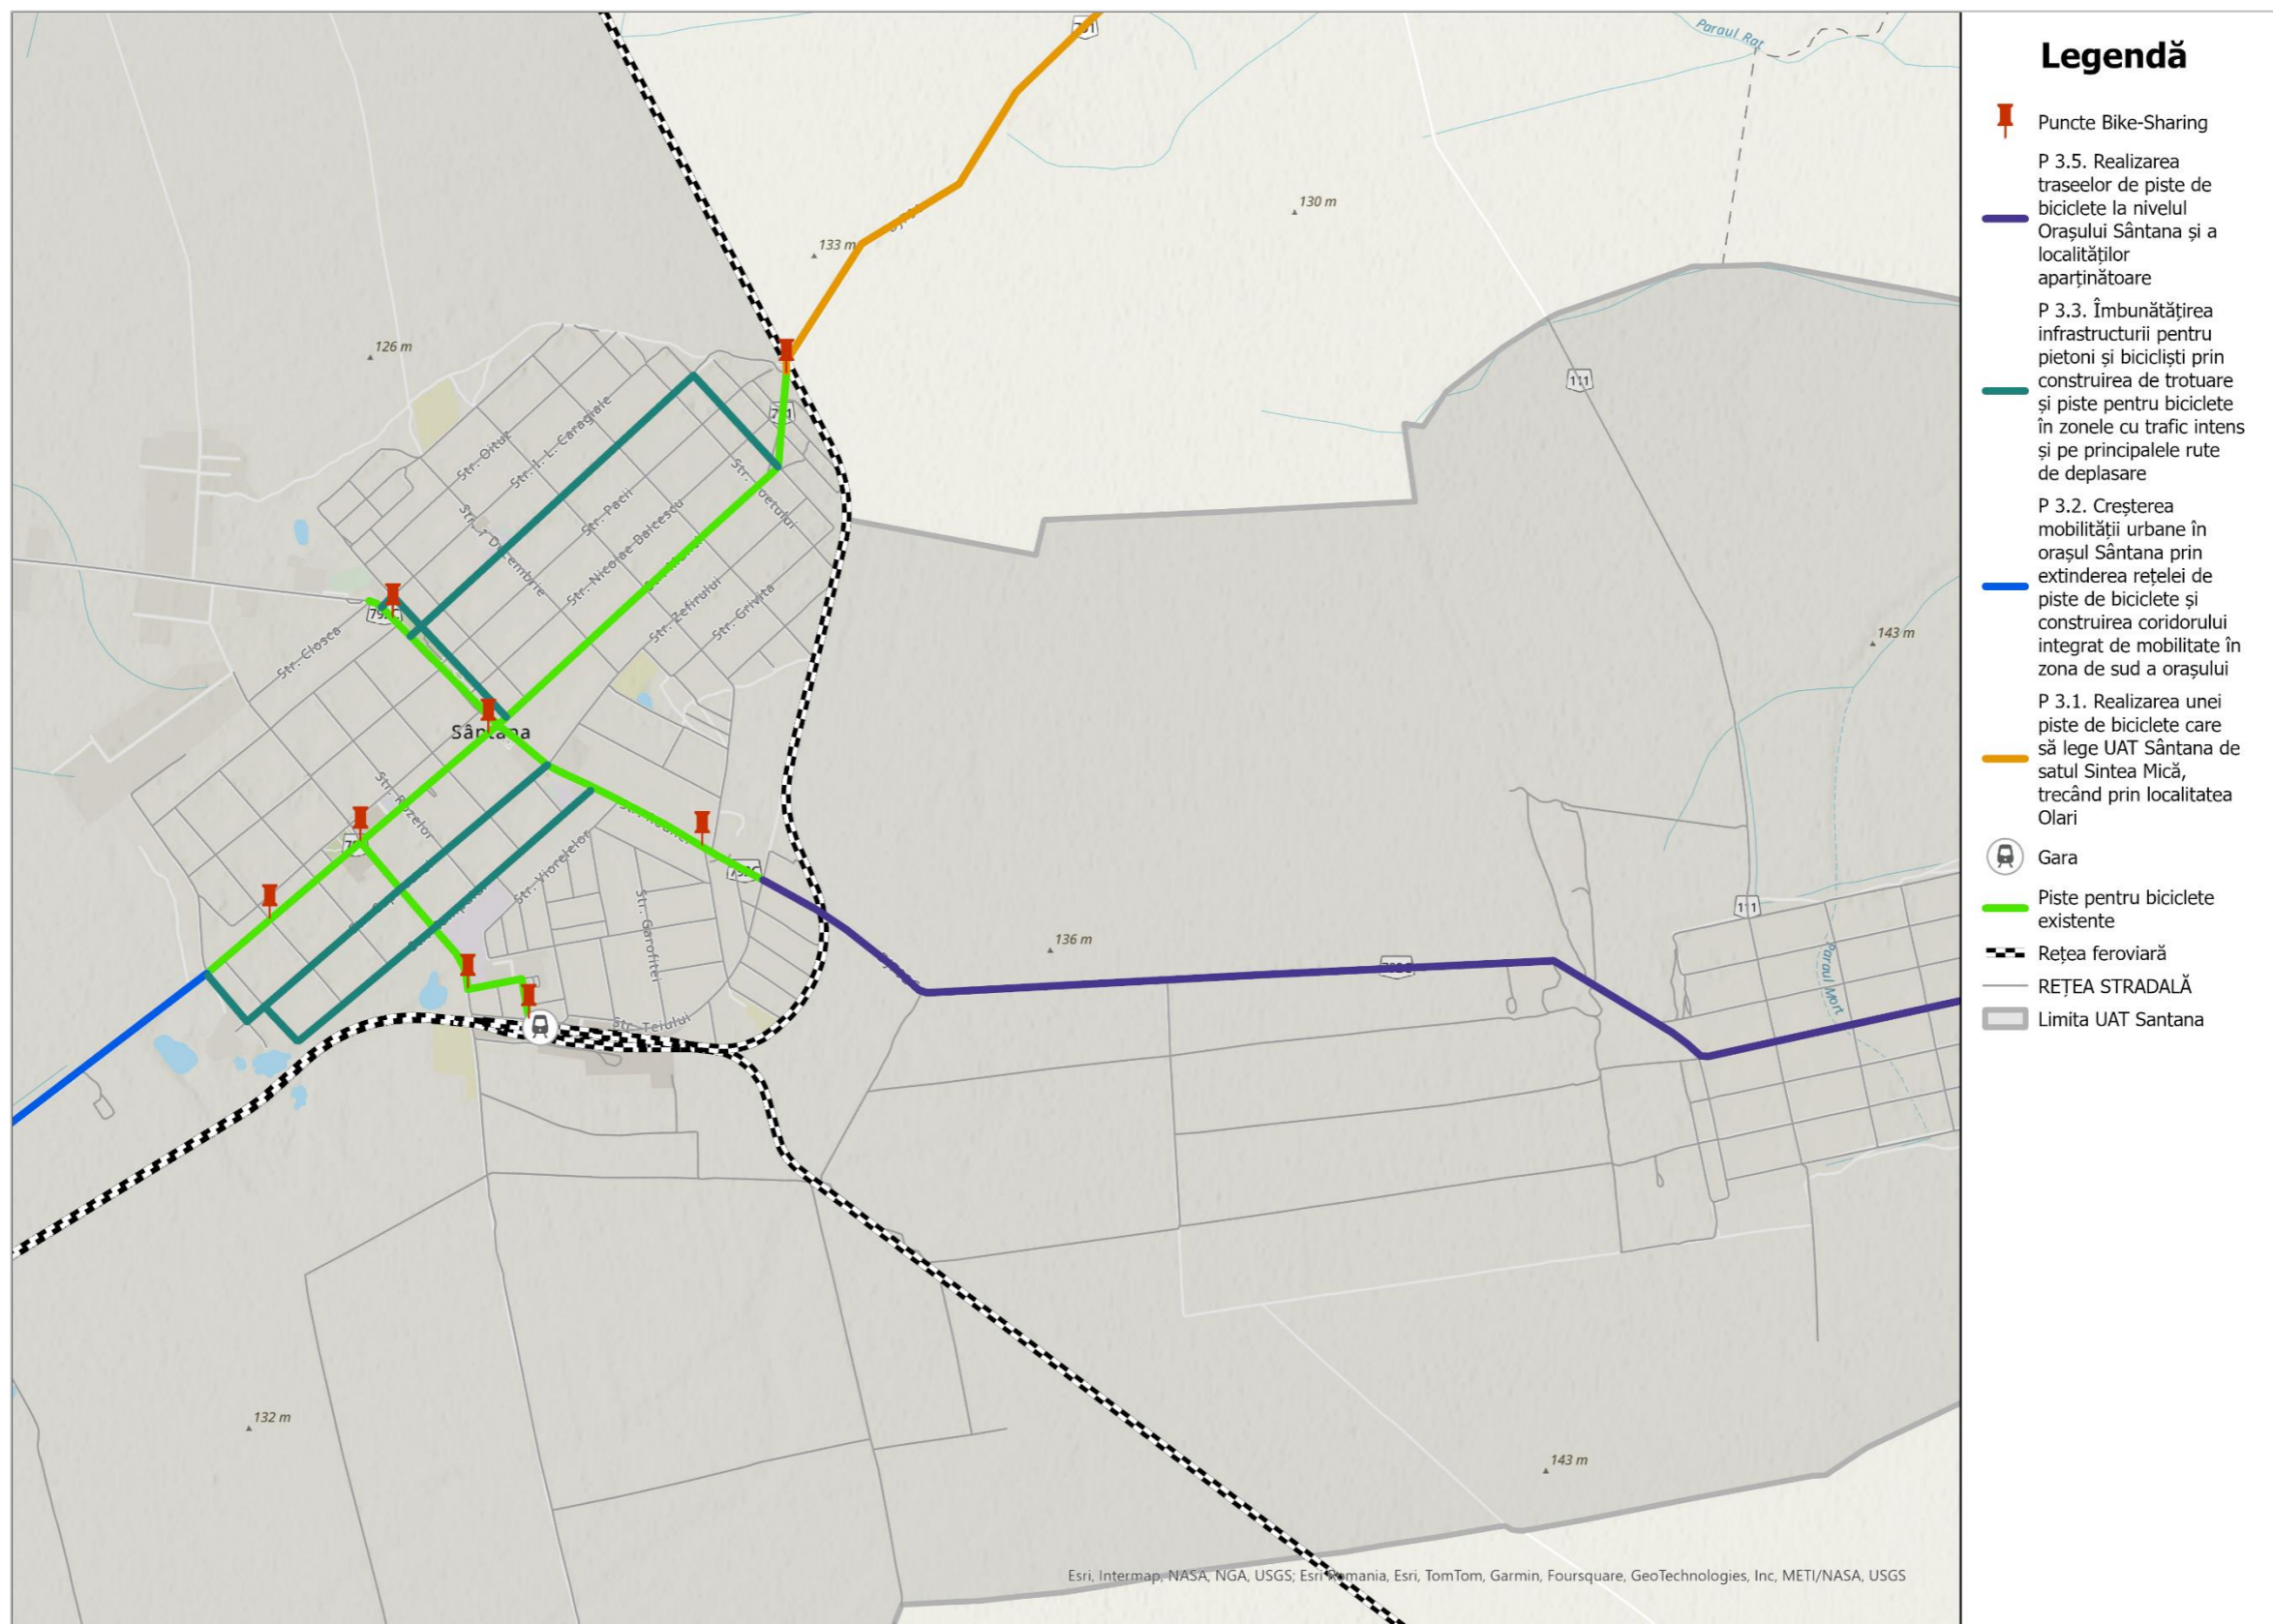 Paraul Rat
130 m
133 m
126 m
111
Str. Oituz
Str. I. L. Caragiale
Str. Pacii
Str. Nicolae Balcescu
Str. Zefirului
Str. Grivita
Str. Closca
143 m
Sântana
Str. Rozelor
Str. Viorelelor
Str. Garofitei
Str. Teiului
136 m
111
Paraul Mort
132 m
143 m
Esri, Intermap, NASA, NGA, USGS; Esri Romania, Esri, TomTom, Garmin, Foursquare, GeoTechnologies, Inc, METI/NASA, USGS
Legendă
Puncte Bike-Sharing
P 3.5. Realizarea
traseelor de piste de
biciclete la nivelul
Orașului Sântana și a
localităților
aparținătoare
P 3.3. Îmbunătățirea
infrastructurii pentru
pietoni și bicicliști prin
construirea de trotuare
și piste pentru biciclete
în zonele cu trafic intens
și pe principalele rute
de deplasare
P 3.2. Creșterea
mobilității urbane în
orașul Sântana prin
extinderea rețelei de
piste de biciclete și
construirea coridorului
integrat de mobilitate în
zona de sud a orașului
P 3.1. Realizarea unei
piste de biciclete care
să lege UAT Sântana de
satul Sintea Mică,
trecând prin localitatea
Olari
Gara
Piste pentru biciclete
existente
Rețea feroviară
REȚEA STRADALĂ
Limita UAT Santana